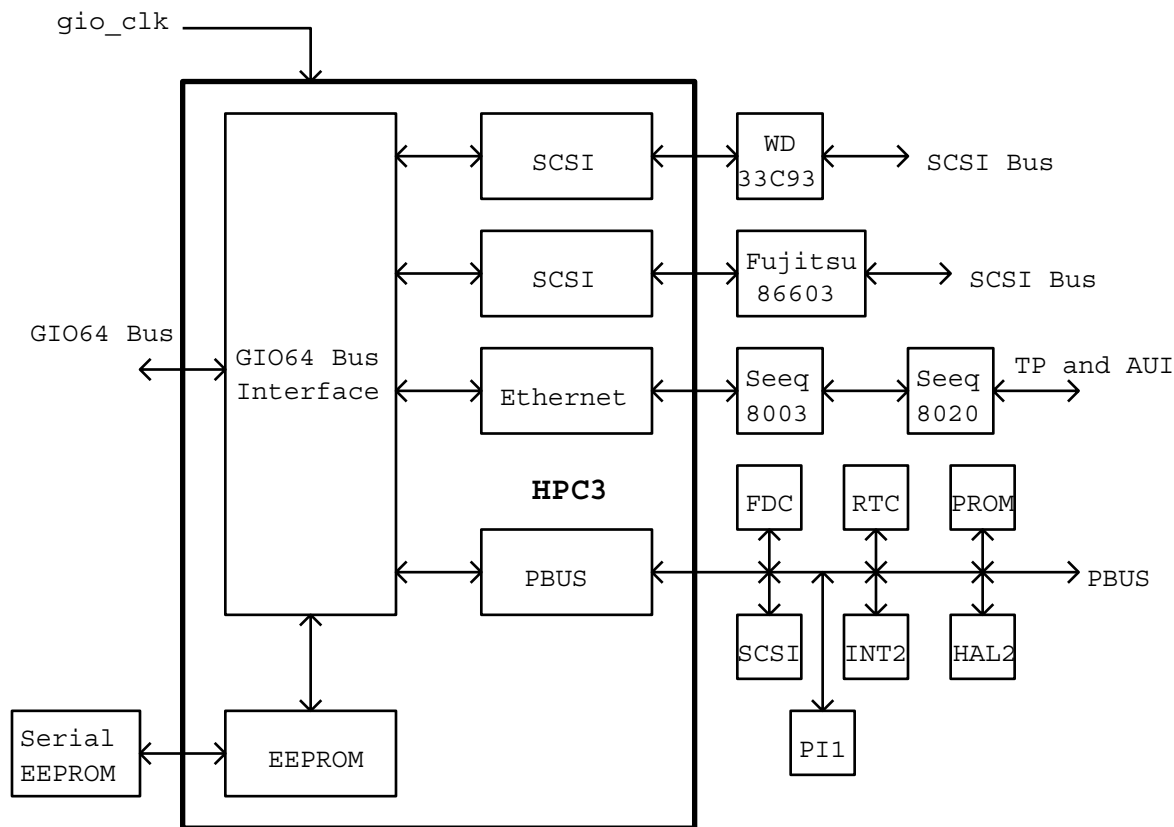 gio_clk
SCSI
WD
33C93
SCSI Bus
SCSI
Fujitsu
86603
SCSI Bus
GIO64 Bus
GIO64 Bus
Interface
Ethernet
Seeq
8003
Seeq
8020
TP and AUI
HPC3
FDC
RTC
PROM
PBUS
PBUS
SCSI
INT2
HAL2
PI1
Serial
EEPROM
EEPROM